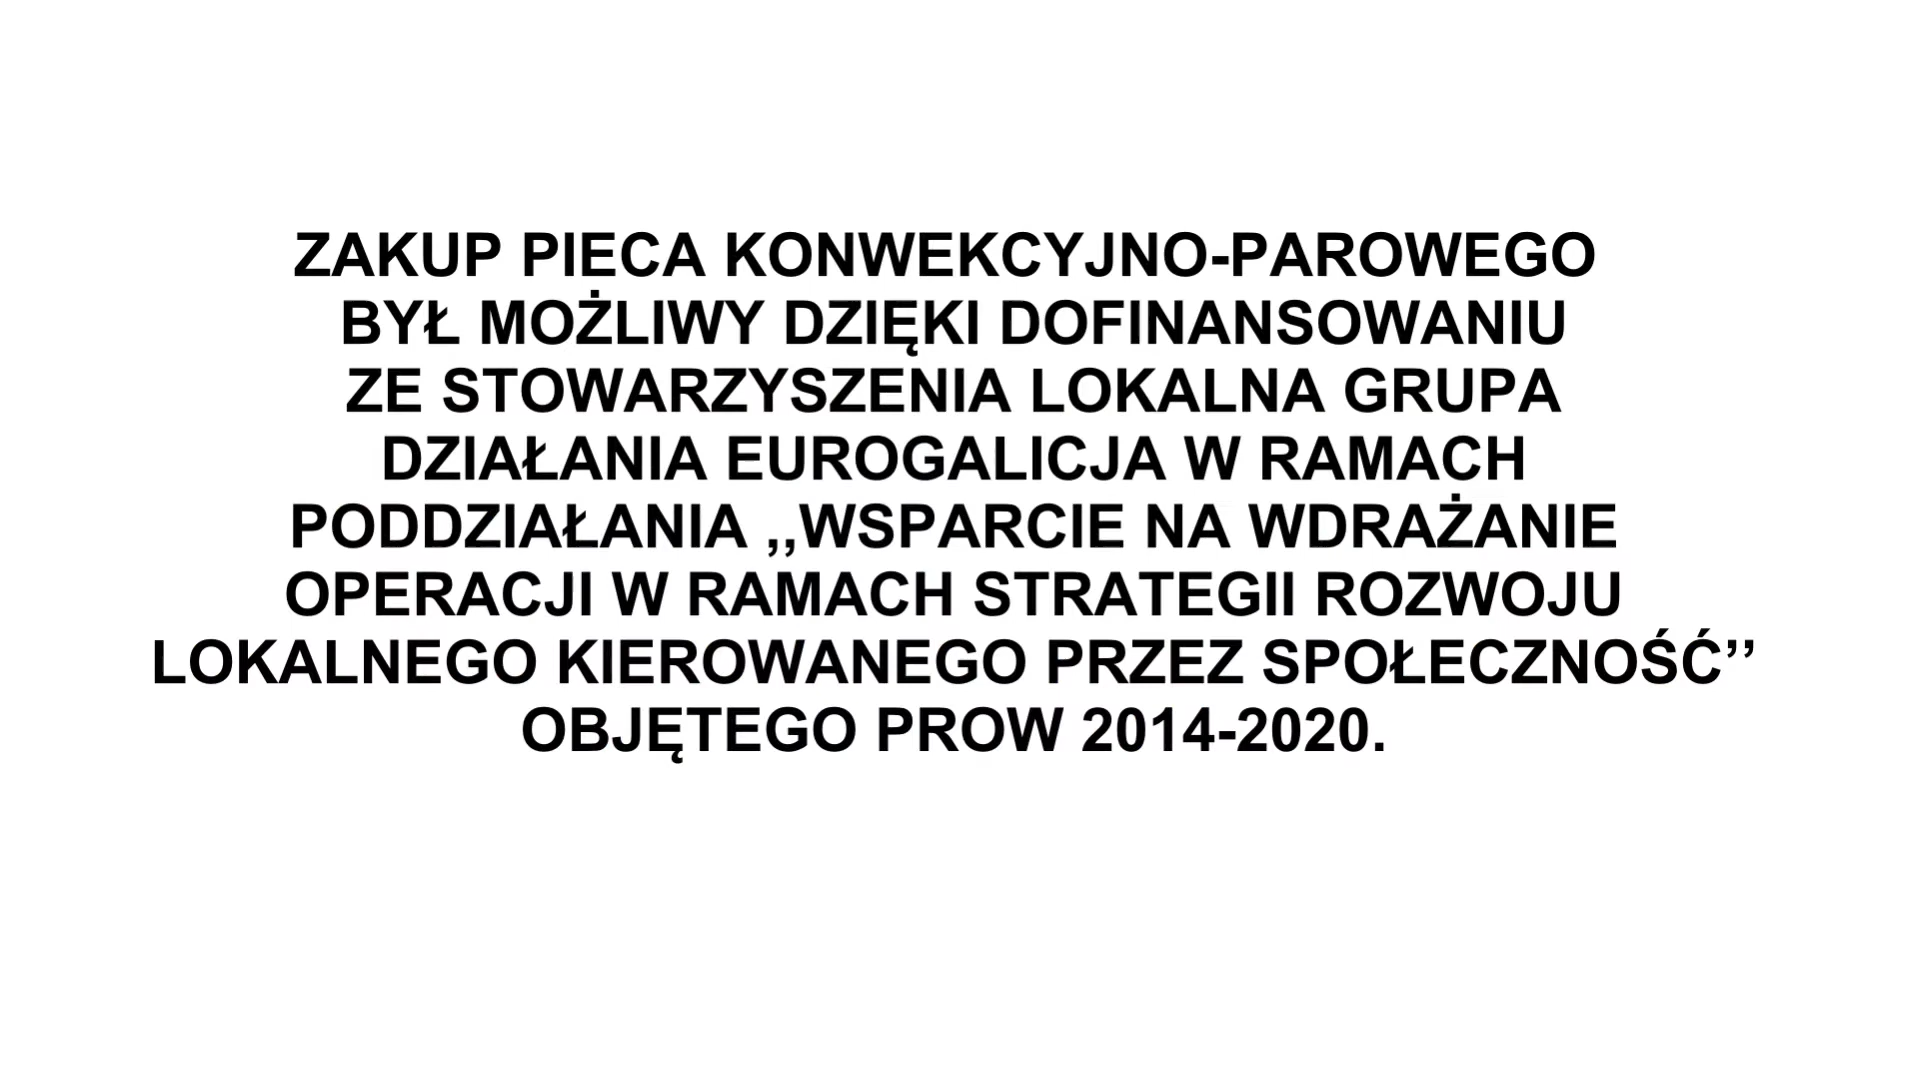 ZAKUP PIECA KONWEKCYJNO-PAROWEGO
BYŁ MOŻLIWY DZIĘKI DOFINANSOWANIU
ZE STOWARZYSZENIA LOKALNA GRUPA
DZIAŁANIA EUROGALICJA W RAMACH
PODDZIAŁANIA ,,WSPARCIE NA WDRAŻANIE
OPERACJI W RAMACH STRATEGII ROZWOJU
LOKALNEGO KIEROWANEGO PRZEZ SPOŁECZNOŚĆ’’
OBJĘTEGO PROW 2014-2020.